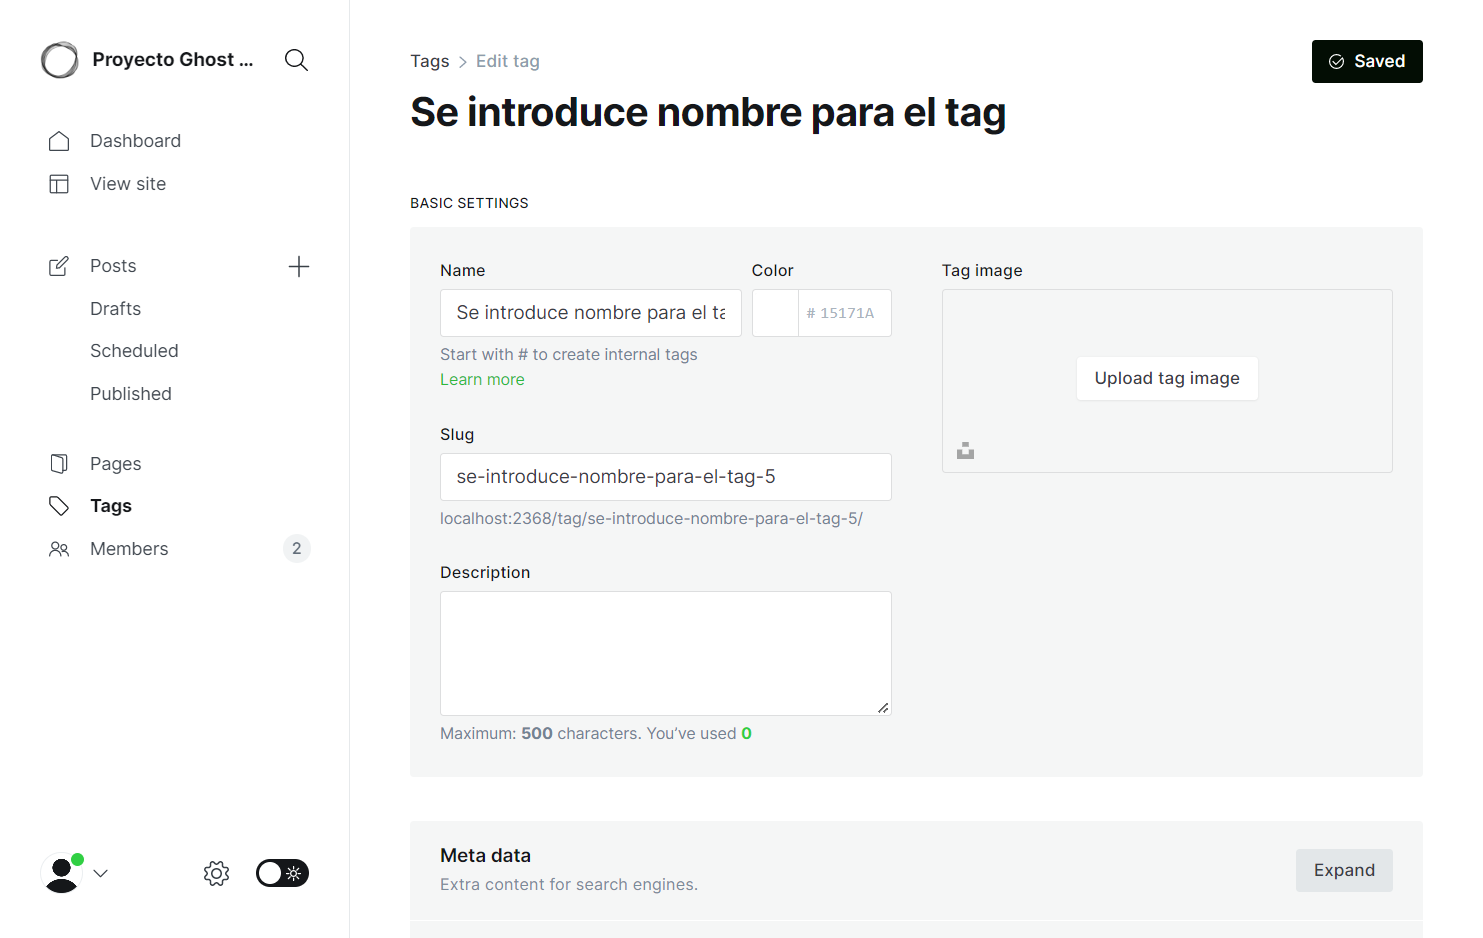 Proyecto Ghost ...
Dashboard
View site
Posts
Drafts
Scheduled
Published
Pages
Tags
Members 2
Tags > Edit tag
Saved
Se introduce nombre para el tag
BASIC SETTINGS
Name
Se introduce nombre para el ta
Start with # to create internal tags
Learn more
Color
# 15171A
Slug
se-introduce-nombre-para-el-tag-5
localhost:2368/tag/se-introduce-nombre-para-el-tag-5/
Description
Maximum: 500 characters. You’ve used 0
Tag image
Upload tag image
Meta data
Extra content for search engines.
Expand